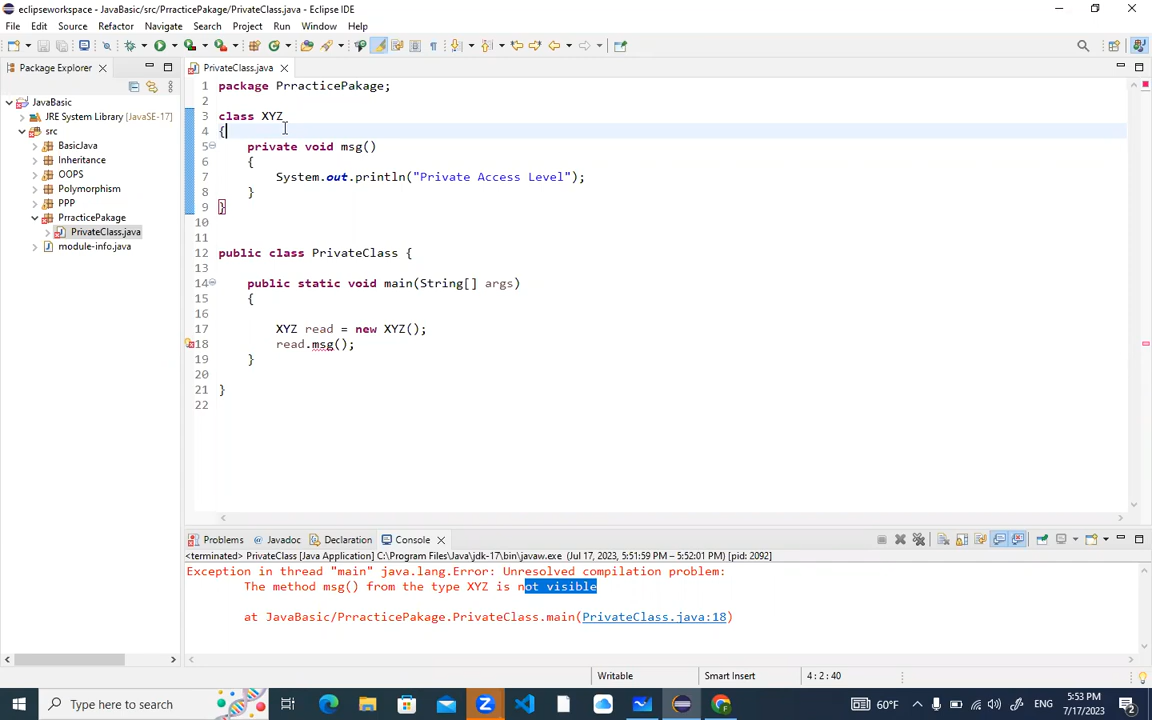 eclipseworkspace - JavaBasic/src/PrracticePakage/PrivateClass.java - Eclipse IDE
File Edit Source Refactor Navigate Search Project Run Window Help
Package Explorer
PrivateClass.java
JavaBasic
JRE System Library [JavaSE-17]
src
BasicJava
Inheritance
OOPS
Polymorphism
PPP
PrracticePakage
PrivateClass.java
module-info.java
1 package PrracticePakage;
2
3 class XYZ
4 {
5 private void msg()
6 {
7 System.out.println("Private Access Level");
8 }
9 }
10
11
12 public class PrivateClass {
13
14 public static void main(String[] args)
15 {
16
17 XYZ read = new XYZ();
18 read.msg();
19 }
20
21 }
22
Problems @ Javadoc Declaration Console
<terminated> PrivateClass [Java Application] C:\Program Files\Java\jdk-17\bin\javaw.exe (Jul 17, 2023, 5:51:59 PM – 5:52:01 PM) [pid: 2092]
Exception in thread "main" java.lang.Error: Unresolved compilation problem:
The method msg() from the type XYZ is not visible
at JavaBasic/PrracticePakage.PrivateClass.main(PrivateClass.java:18)
Writable Smart Insert 4 : 2 : 40
Type here to search
60°F
ENG
5:53 PM
7/17/2023
2